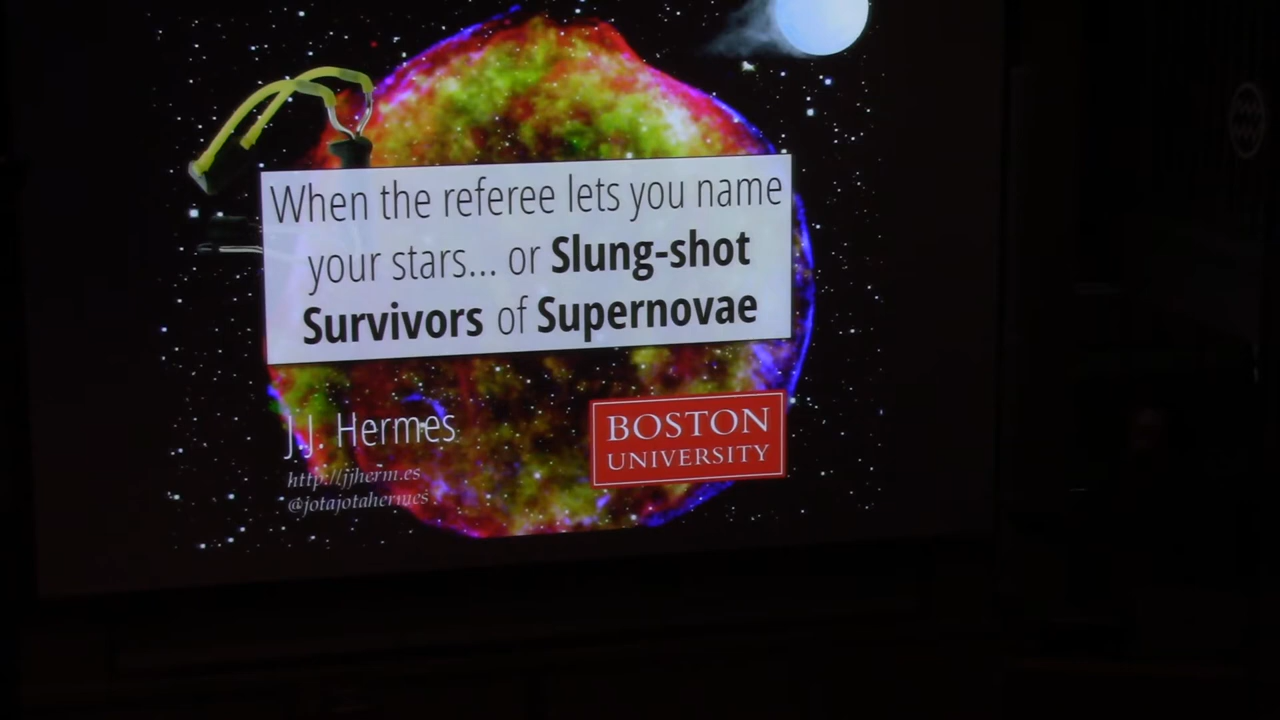 When the referee lets you name
your stars... or Slung-shot
Survivors of Supernovae
J.J. Hermes
http://jjherm.es
@jotajotahermes
BOSTON
UNIVERSITY